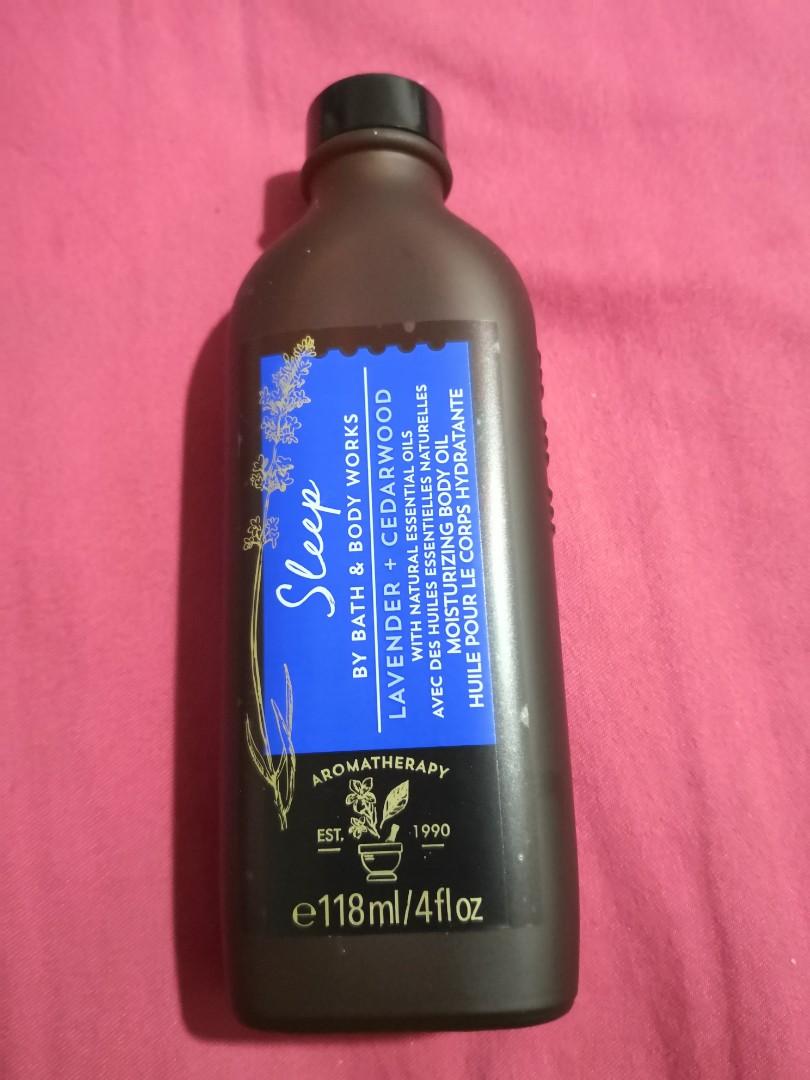 Sleep
BY BATH & BODY WORKS
LAVENDER + CEDARWOOD
WITH NATURAL ESSENTIAL OILS
AVEC DES HUILES ESSENTIELLES NATURELLES
MOISTURIZING BODY OIL
HUILE POUR LE CORPS HYDRATANTE
AROMATHERAPY
EST. 1990
℮118ml/4fl oz